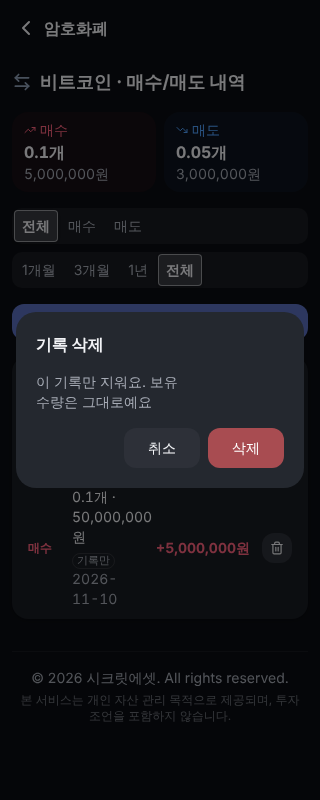 암호화폐
비트코인 · 매수/매도 내역
매수
0.1개
5,000,000원
매도
0.05개
3,000,000원
전체 매수 매도
1개월 3개월 1년 전체
기록 삭제
이 기록만 지워요. 보유
수량은 그대로예요
취소 삭제
0.1개 ·
50,000,000
원
매수
+5,000,000원
기록만
2026-
11-10
© 2026 시크릿에셋. All rights reserved.
본 서비스는 개인 자산 관리 목적으로 제공되며, 투자
조언을 포함하지 않습니다.